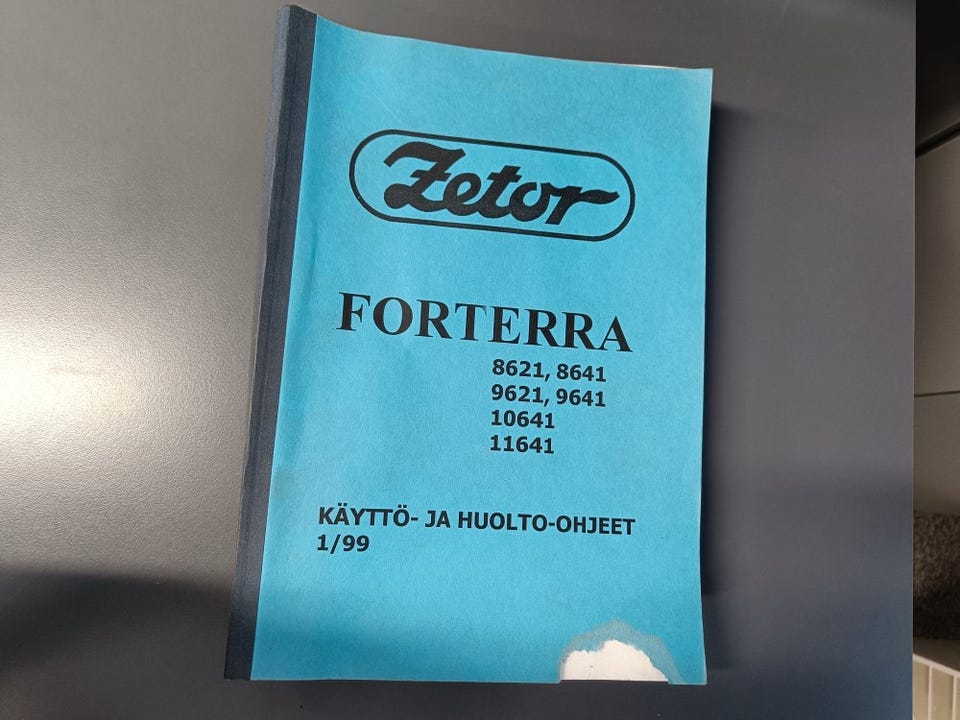 Zetor
FORTERRA
8621, 8641
9621, 9641
10641
11641
KÄYTTÖ- JA HUOLTO-OHJEET
1/99